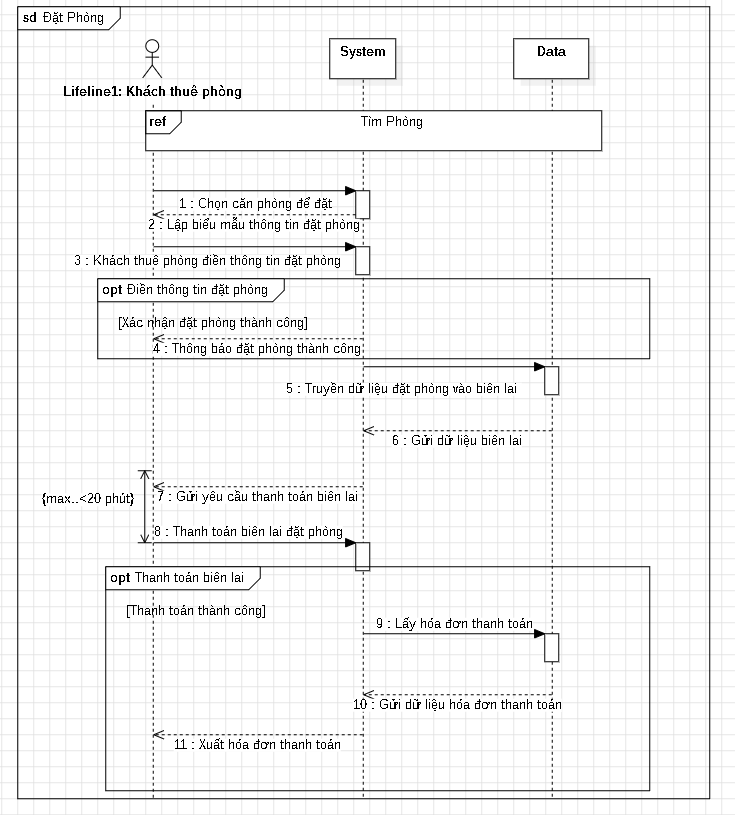 sd Đặt Phòng
System
Data
Lifeline1: Khách thuê phòng
ref
Tìm Phòng
1 : Chọn căn phòng để đặt
2 : Lập biểu mẫu thông tin đặt phòng
3 : Khách thuê phòng điền thông tin đặt phòng
opt Điền thông tin đặt phòng
[Xác nhận đặt phòng thành công]
4 : Thông báo đặt phòng thành công
5 : Truyền dữ liệu đặt phòng vào biên lai
6 : Gửi dữ liệu biên lai
{max..<20 phút}
7 : Gửi yêu cầu thanh toán biên lai
8 : Thanh toán biên lai đặt phòng
opt Thanh toán biên lai
[Thanh toán thành công]
9 : Lấy hóa đơn thanh toán
10 : Gửi dữ liệu hóa đơn thanh toán
11 : Xuất hóa đơn thanh toán